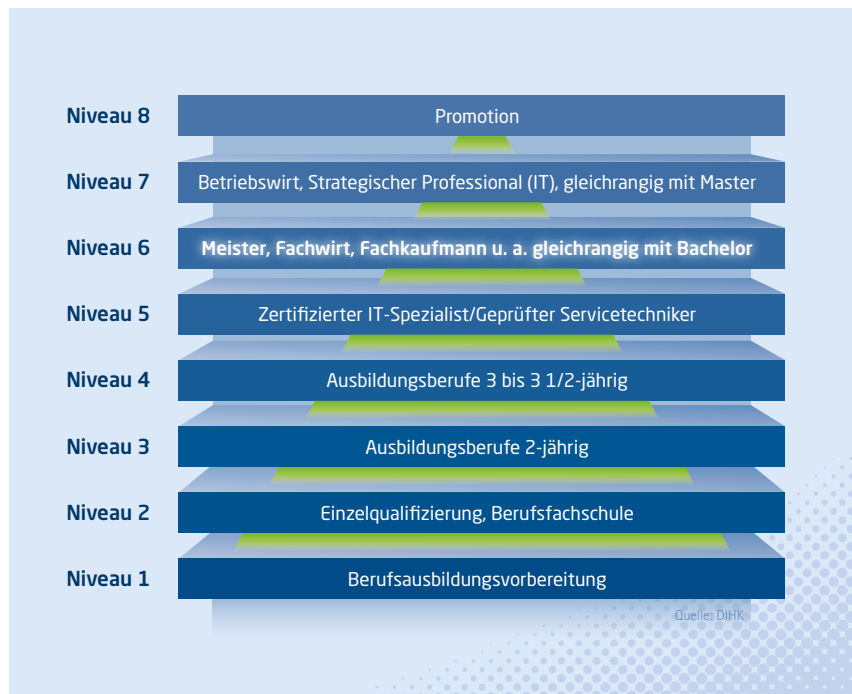 Niveau 8 Promotion
Niveau 7 Betriebswirt, Strategischer Professional (IT), gleichrangig mit Master
Niveau 6 Meister, Fachwirt, Fachkaufmann u. a. gleichrangig mit Bachelor
Niveau 5 Zertifizierter IT-Spezialist/Geprüfter Servicetechniker
Niveau 4 Ausbildungsberufe 3 bis 3 1/2-jährig
Niveau 3 Ausbildungsberufe 2-jährig
Niveau 2 Einzelqualifizierung, Berufsfachschule
Niveau 1 Berufsausbildungsvorbereitung
Quelle: DIHK